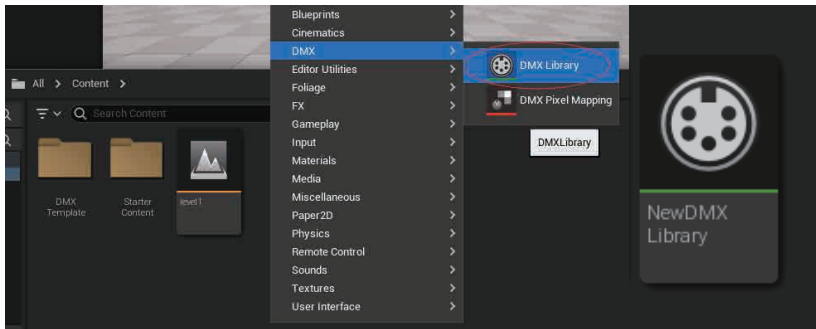 All > Content >
Search Content
DMX
Template
Starter
Content
level1
Blueprints >
Cinematics >
DMX >
Editor Utilities >
Foliage >
FX >
Gameplay >
Input >
Materials >
Media >
Miscellaneous >
Paper2D >
Physics >
Remote Control >
Sounds >
Textures >
User Interface >
DMX Library
DMX Pixel Mapping
DMXLibrary
NewDMX
Library